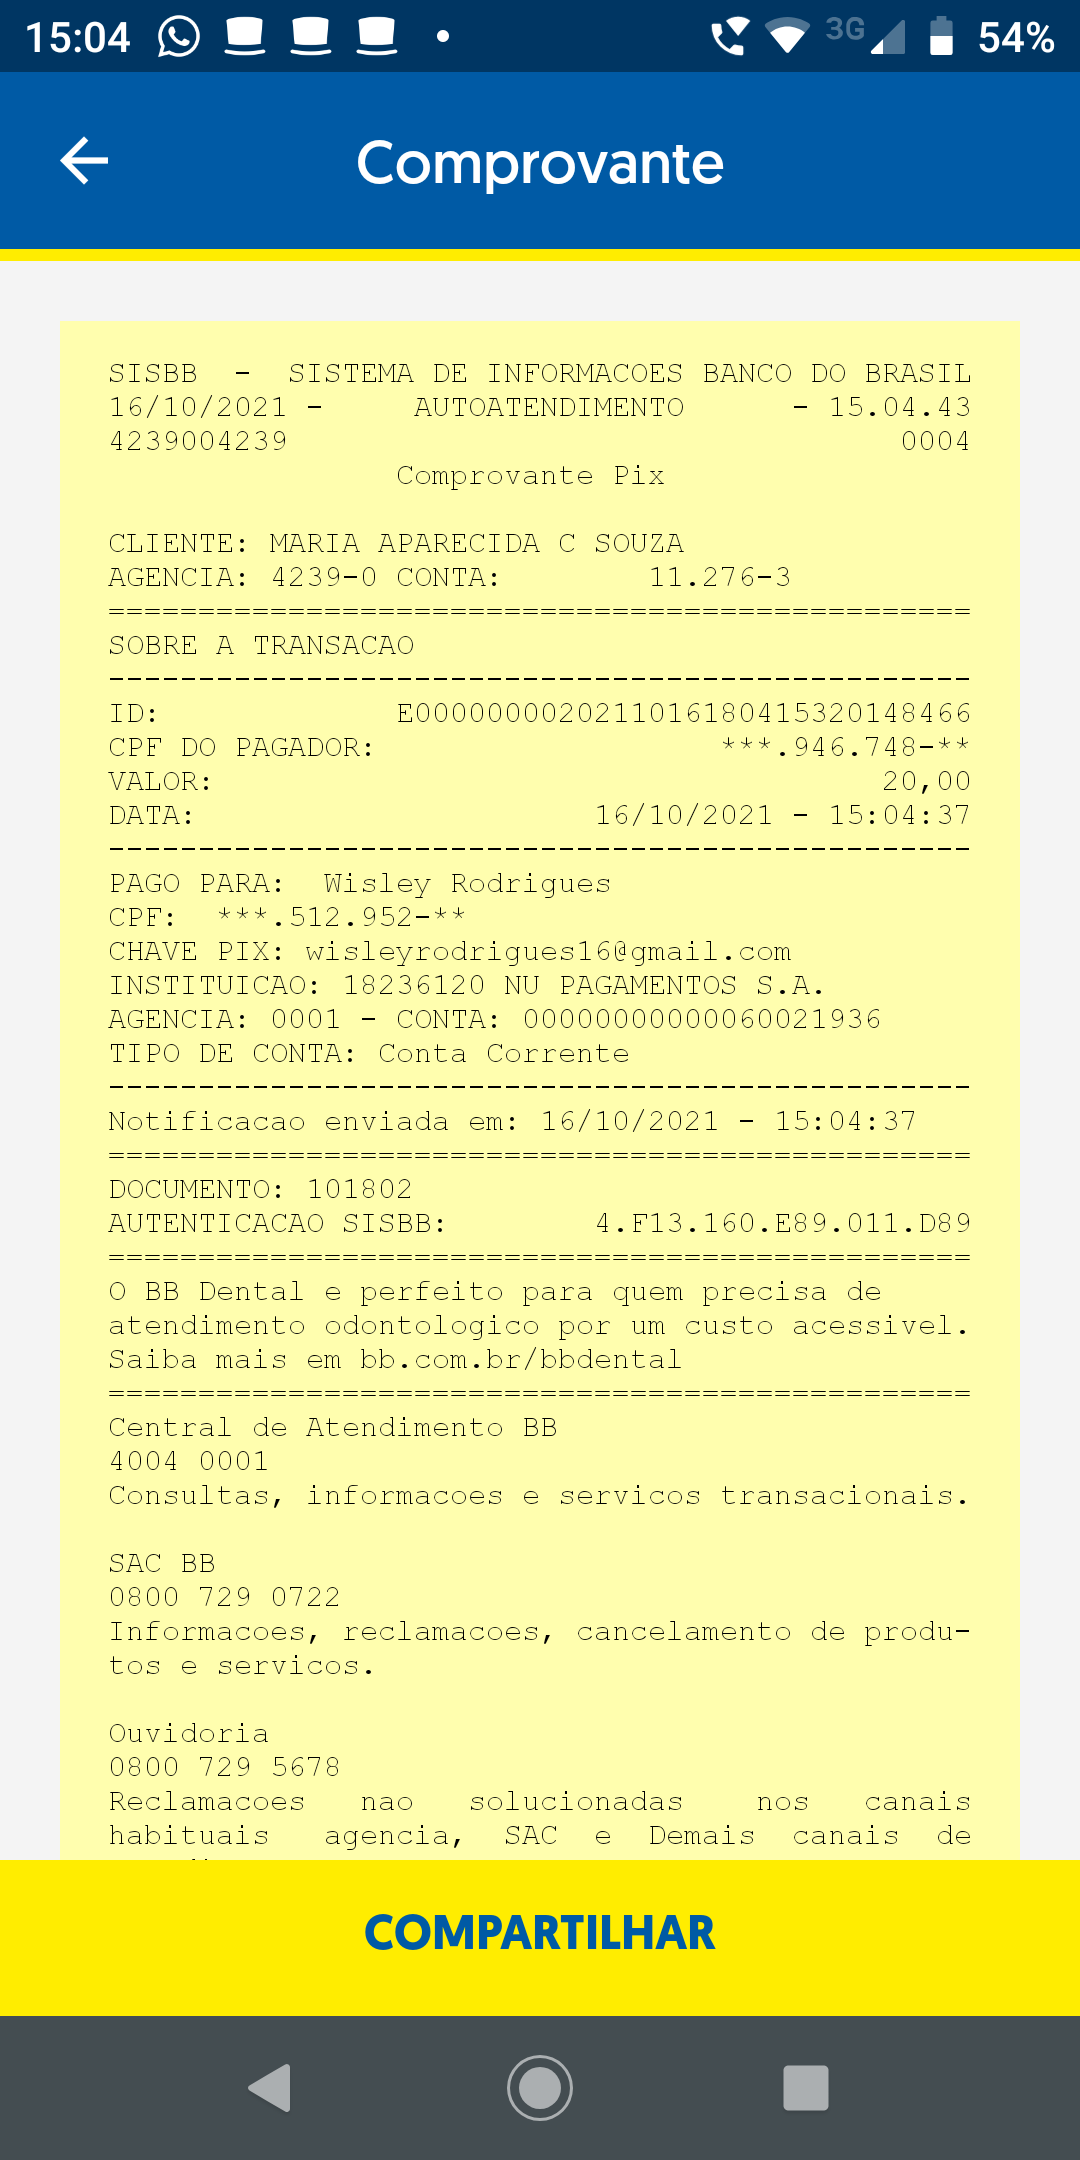 15:04 3G 54%
Comprovante
SISBB - SISTEMA DE INFORMACOES BANCO DO BRASIL
16/10/2021 - AUTOATENDIMENTO - 15.04.43
4239004239 0004
Comprovante Pix
CLIENTE: MARIA APARECIDA C SOUZA
AGENCIA: 4239-0 CONTA: 11.276-3
================================================
SOBRE A TRANSACAO
------------------------------------------------
ID: E0000000020211016180415320148466
CPF DO PAGADOR: ***.946.748-**
VALOR: 20,00
DATA: 16/10/2021 - 15:04:37
------------------------------------------------
PAGO PARA: Wisley Rodrigues
CPF: ***.512.952-**
CHAVE PIX: wisleyrodrigues16@gmail.com
INSTITUICAO: 18236120 NU PAGAMENTOS S.A.
AGENCIA: 0001 - CONTA: 00000000000060021936
TIPO DE CONTA: Conta Corrente
------------------------------------------------
Notificacao enviada em: 16/10/2021 - 15:04:37
================================================
DOCUMENTO: 101802
AUTENTICACAO SISBB: 4.F13.160.E89.011.D89
================================================
O BB Dental e perfeito para quem precisa de
atendimento odontologico por um custo acessivel.
Saiba mais em bb.com.br/bbdental
================================================
Central de Atendimento BB
4004 0001
Consultas, informacoes e servicos transacionais.
SAC BB
0800 729 0722
Informacoes, reclamacoes, cancelamento de produ-
tos e servicos.
Ouvidoria
0800 729 5678
Reclamacoes nao solucionadas nos canais
habituais agencia, SAC e Demais canais de
COMPARTILHAR